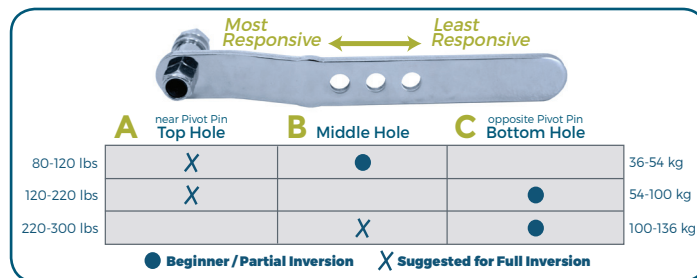 Most Responsive
Least Responsive
A near Pivot Pin Top Hole
B Middle Hole
C opposite Pivot Pin Bottom Hole
80-120 lbs X ● 36-54 kg
120-220 lbs X ● 54-100 kg
220-300 lbs X ● 100-136 kg
● Beginner / Partial Inversion X Suggested for Full Inversion